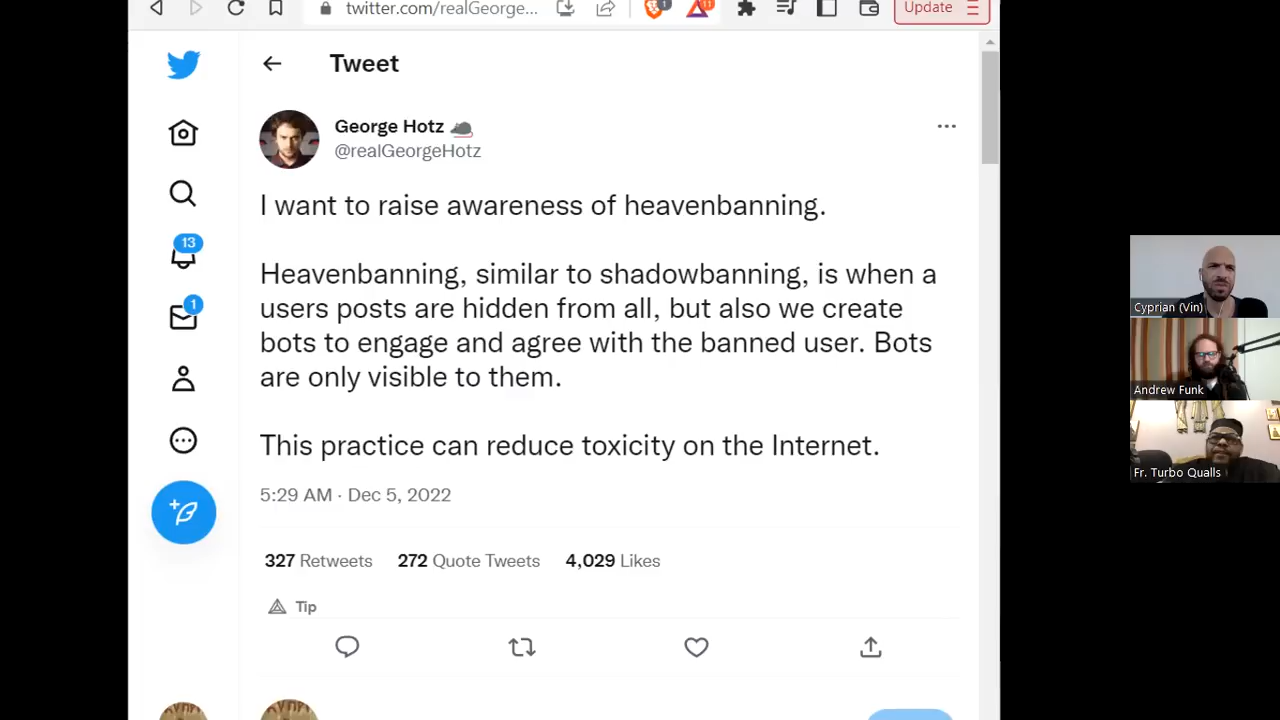 twitter.com/realGeorge...
1
11
Update
Tweet
George Hotz
@realGeorgeHotz
I want to raise awareness of heavenbanning.
Heavenbanning, similar to shadowbanning, is when a
users posts are hidden from all, but also we create
bots to engage and agree with the banned user. Bots
are only visible to them.
This practice can reduce toxicity on the Internet.
5:29 AM · Dec 5, 2022
327 Retweets 272 Quote Tweets 4,029 Likes
Tip
13
1
Cyprian (Vin)
Andrew Funk
Fr. Turbo Qualls